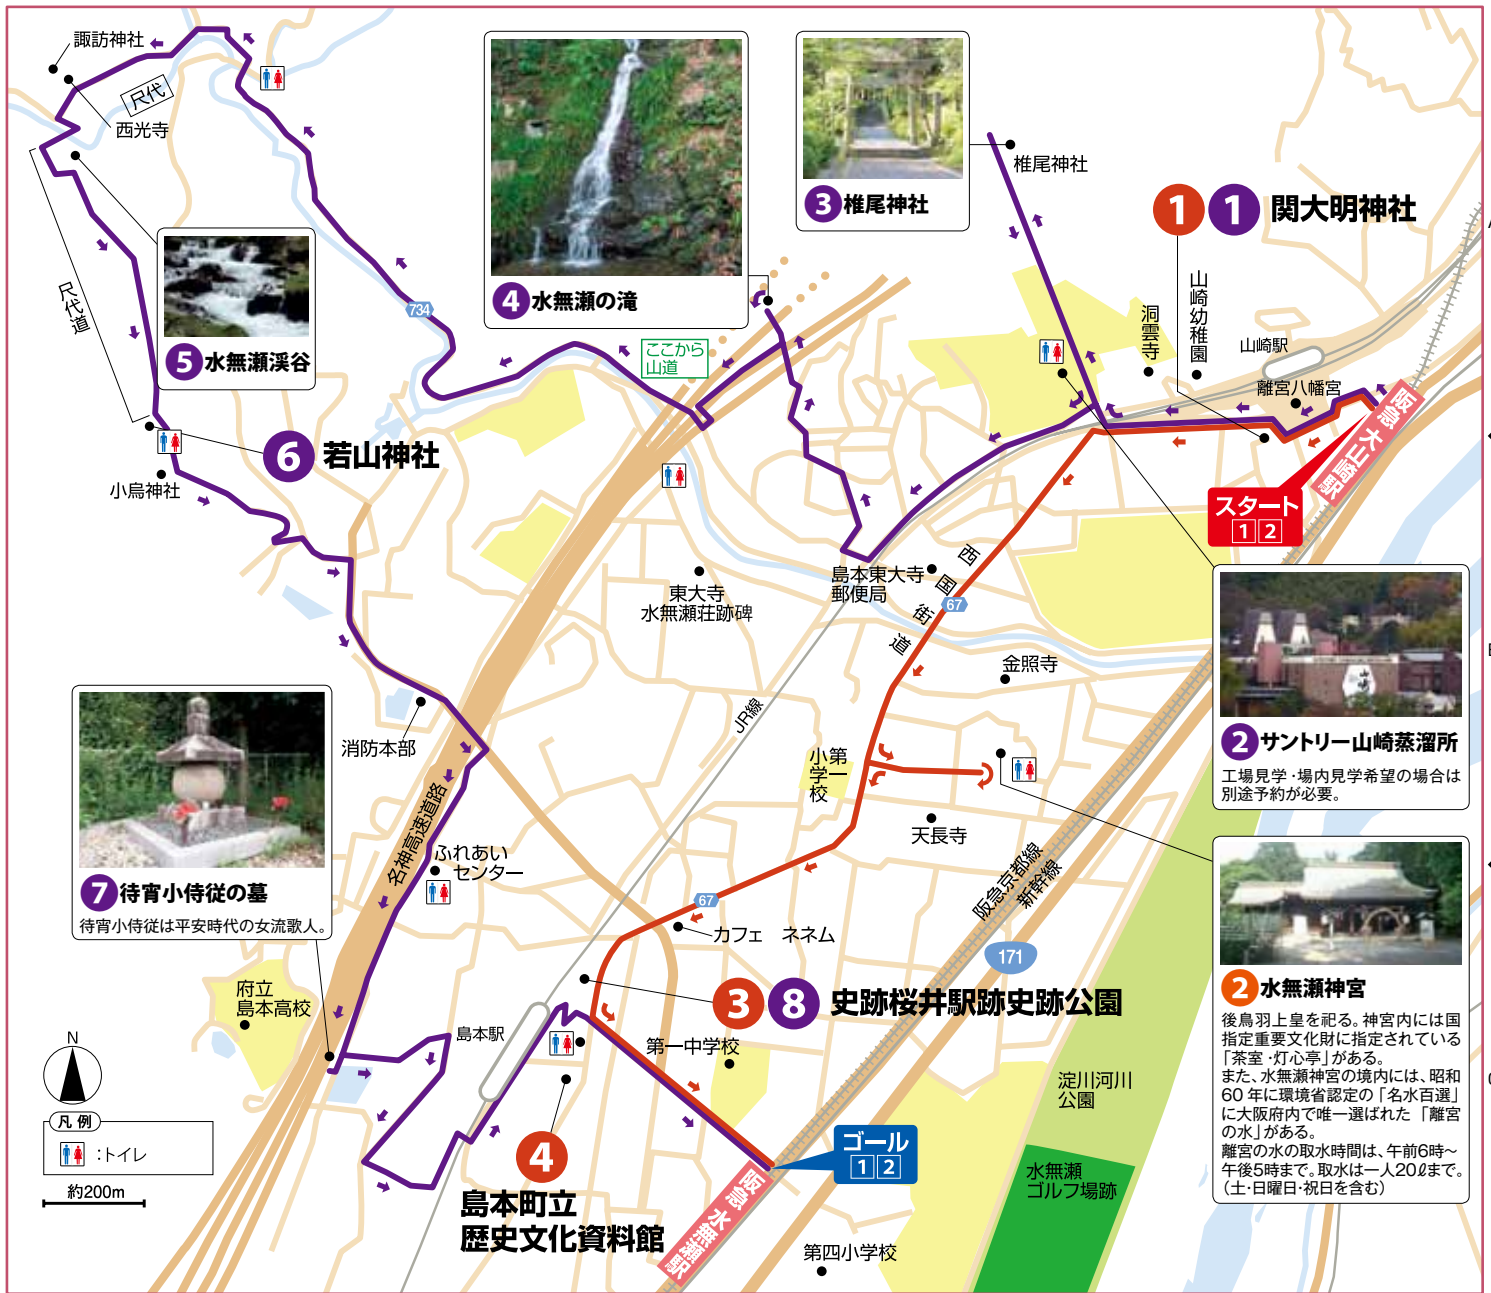 諏訪神社
尺代
西光寺
尺代道
734
5 水無瀬渓谷
4 水無瀬の滝
3 椎尾神社
椎尾神社
1 1 関大明神社
洞雲寺
山崎幼稚園
山崎駅
離宮八幡宮
阪急 大山崎駅
スタート
1 2
ここから
山道
6 若山神社
小烏神社
東大寺
水無瀬荘跡碑
島本東大寺
郵便局
西国街道
67
金照寺
2 サントリー山崎蒸溜所
工場見学・場内見学希望の場合は
別途予約が必要。
消防本部
JR線
第一
小学校
天長寺
名神高速道路
ふれあい
センター
7 待宵小侍従の墓
待宵小侍従は平安時代の女流歌人。
67
カフェ ネネム
阪急京都線
新幹線
171
2 水無瀬神宮
後鳥羽上皇を祀る。神宮内には国
指定重要文化財に指定されている
「茶室・灯心亭」がある。
また、水無瀬神宮の境内には、昭和
60年に環境省認定の「名水百選」
に大阪府内で唯一選ばれた「離宮
の水」がある。
離宮の水の取水時間は、午前6時〜
午後5時まで。取水は一人20ℓまで。
（土・日曜日・祝日を含む）
府立
島本高校
島本駅
3 8 史跡桜井駅跡史跡公園
第一中学校
淀川河川
公園
N
凡例
：トイレ
約200m
4
島本町立
歴史文化資料館
ゴール
1 2
阪急 水無瀬駅
水無瀬
ゴルフ場跡
第四小学校